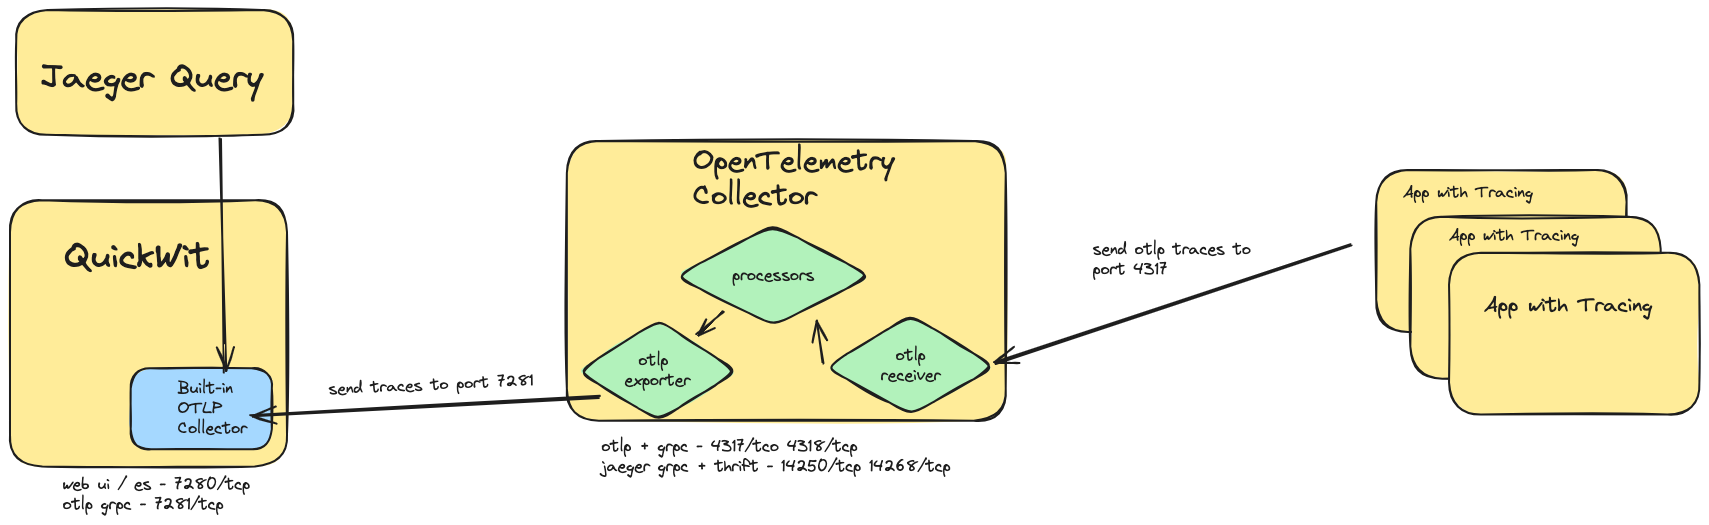 Jaeger Query
QuickWit
Built-in
OTLP
Collector
web ui / es - 7280/tcp
otlp grpc - 7281/tcp
send traces to port 7281
OpenTelemetry
Collector
processors
otlp
exporter
otlp
receiver
otlp + grpc - 4317/tco 4318/tcp
jaeger grpc + thrift - 14250/tcp 14268/tcp
send otlp traces to
port 4317
App with Tracing
App with Tracing
App with Tracing